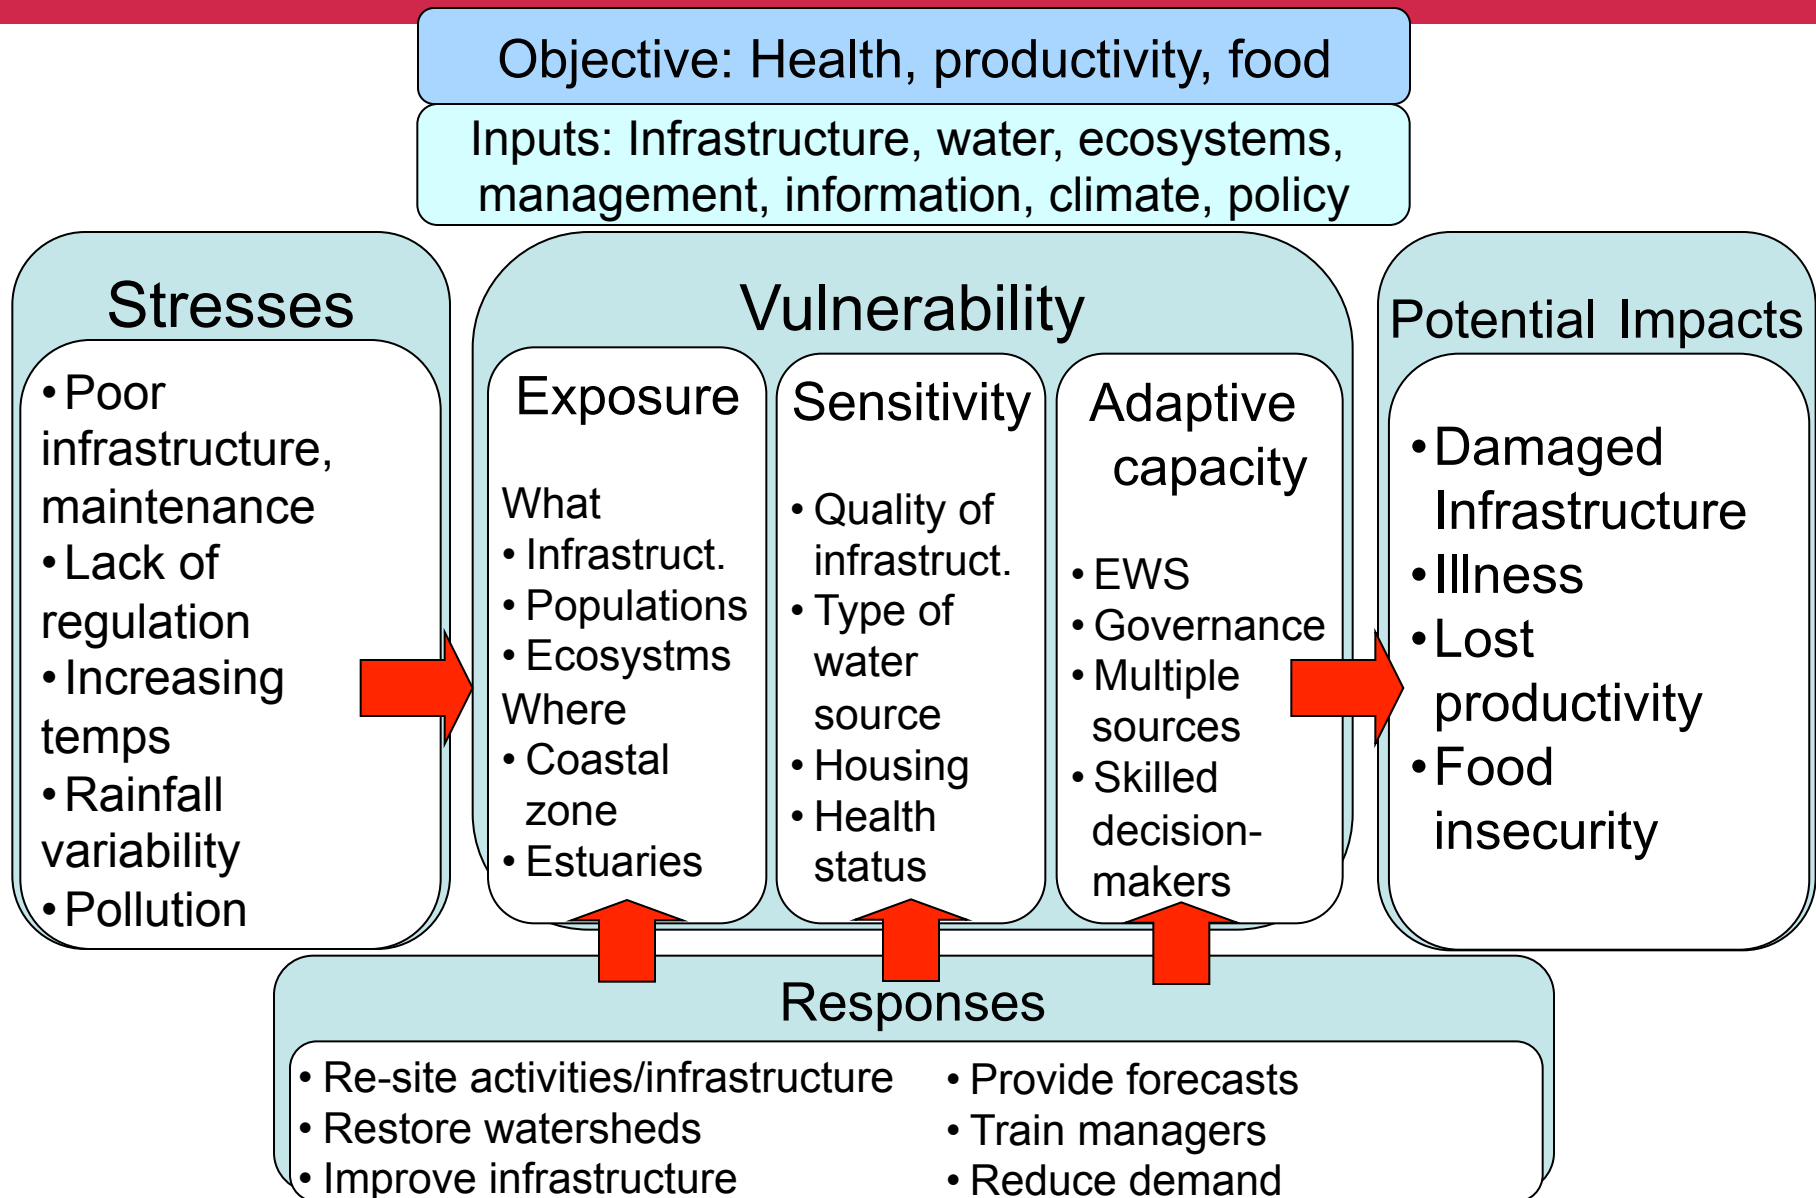 Objective: Health, productivity, food
Inputs: Infrastructure, water, ecosystems,
management, information, climate, policy
Stresses
• Poor
infrastructure,
maintenance
• Lack of
regulation
• Increasing
temps
• Rainfall
variability
• Pollution
Vulnerability
Exposure
What
• Infrastruct.
• Populations
• Ecosystms
Where
• Coastal
zone
• Estuaries
Sensitivity
• Quality of
infrastruct.
• Type of
water
source
• Housing
• Health
status
Adaptive
capacity
• EWS
• Governance
• Multiple
sources
• Skilled
decision-
makers
Potential Impacts
• Damaged
Infrastructure
• Illness
• Lost
productivity
• Food
insecurity
Responses
• Re-site activities/infrastructure
• Restore watersheds
• Improve infrastructure
• Provide forecasts
• Train managers
• Reduce demand